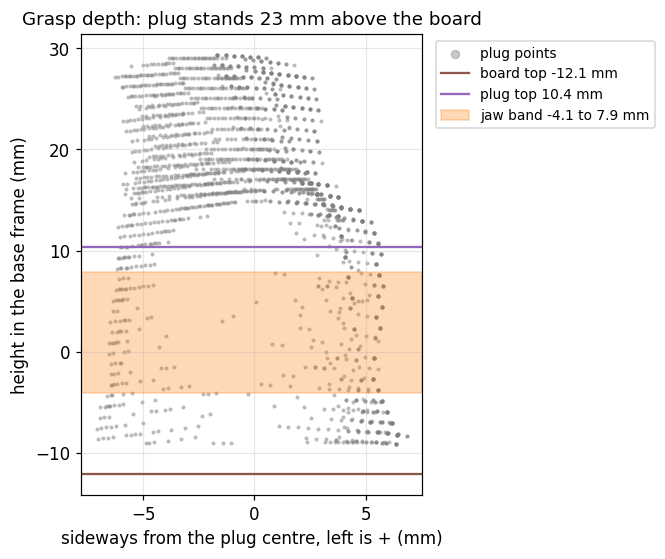 Grasp depth: plug stands 23 mm above the board
plug points
board top -12.1 mm
plug top 10.4 mm
jaw band -4.1 to 7.9 mm
height in the base frame (mm)
30
20
10
0
−10
−5
0
5
sideways from the plug centre, left is + (mm)